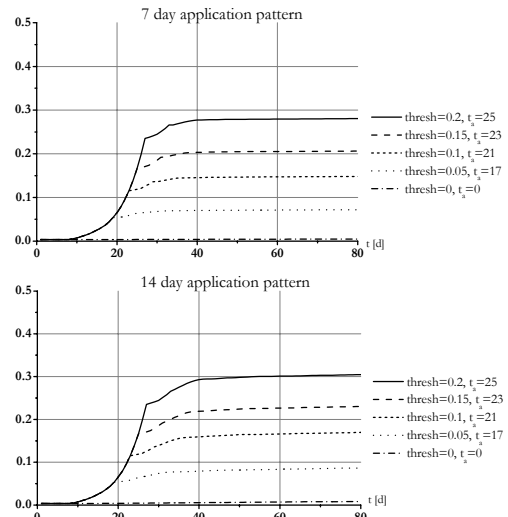 7 day application pattern
0.5
0.4
0.3
0.2
0.1
0.0
0 20 40 60 80
t [d]
thresh=0.2, tₐ=25
thresh=0.15, tₐ=23
thresh=0.1, tₐ=21
thresh=0.05, tₐ=17
thresh=0, tₐ=0
14 day application pattern
0.5
0.4
0.3
0.2
0.1
0.0
0 20 40 60 80
t [d]
thresh=0.2, tₐ=25
thresh=0.15, tₐ=23
thresh=0.1, tₐ=21
thresh=0.05, tₐ=17
thresh=0, tₐ=0